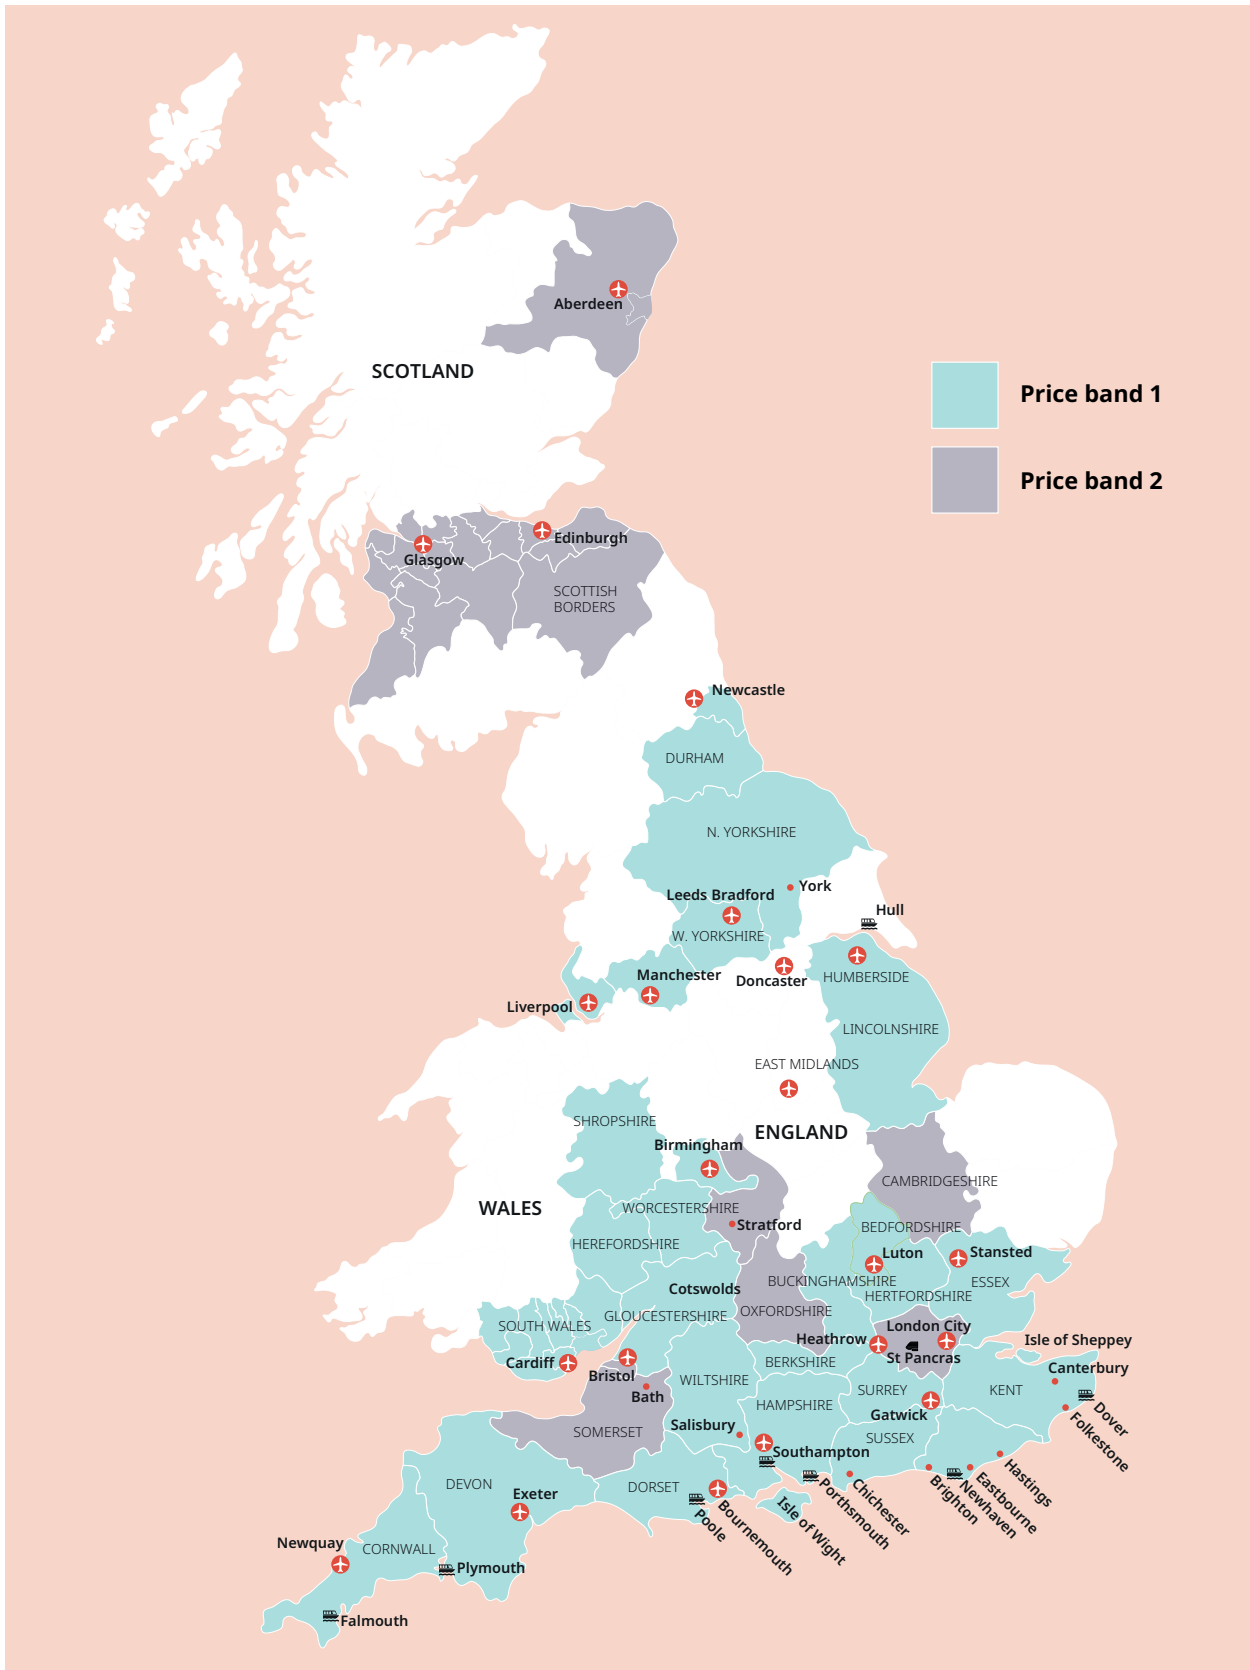 Aberdeen
SCOTLAND
Price band 1
Price band 2
Edinburgh
Glasgow
SCOTTISH
BORDERS
Newcastle
DURHAM
N. YORKSHIRE
York
Leeds Bradford
Hull
W. YORKSHIRE
Manchester
Doncaster
HUMBERSIDE
Liverpool
LINCOLNSHIRE
EAST MIDLANDS
SHROPSHIRE
ENGLAND
Birmingham
CAMBRIDGESHIRE
WALES
WORCESTERSHIRE
Stratford
BEDFORDSHIRE
HEREFORDSHIRE
Luton
Stansted
BUCKINGHAMSHIRE
ESSEX
Cotswolds
HERTFORDSHIRE
OXFORDSHIRE
GLOUCESTERSHIRE
SOUTH WALES
London City
Heathrow
Isle of Sheppey
St Pancras
Cardiff
BERKSHIRE
Canterbury
Bristol
WILTSHIRE
SURREY
KENT
Bath
HAMPSHIRE
Gatwick
Dover
Folkestone
Salisbury
SOMERSET
SUSSEX
Southampton
Hastings
DEVON
DORSET
Exeter
Poole
Bournemouth
Isle of Wight
Porthsmouth
Chichester
Brighton
Newhaven
Eastbourne
Newquay
CORNWALL
Plymouth
Falmouth